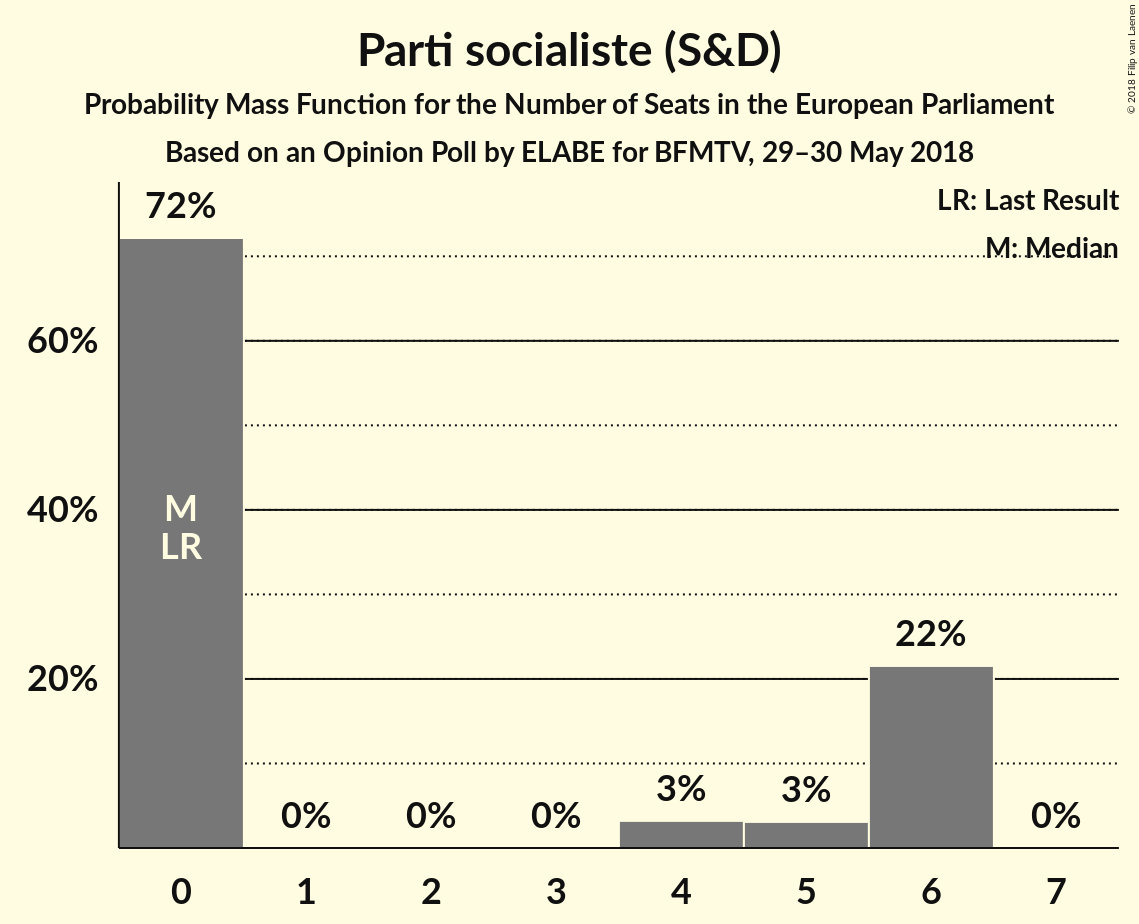 Parti socialiste (S&D)
Probability Mass Function for the Number of Seats in the European Parliament
Based on an Opinion Poll by ELABE for BFMTV, 29–30 May 2018
© 2018 Filip van Laenen
LR: Last Result
M: Median
72%
60%
40%
20%
M
LR
0%
0%
0%
3%
3%
22%
0%
0
1
2
3
4
5
6
7